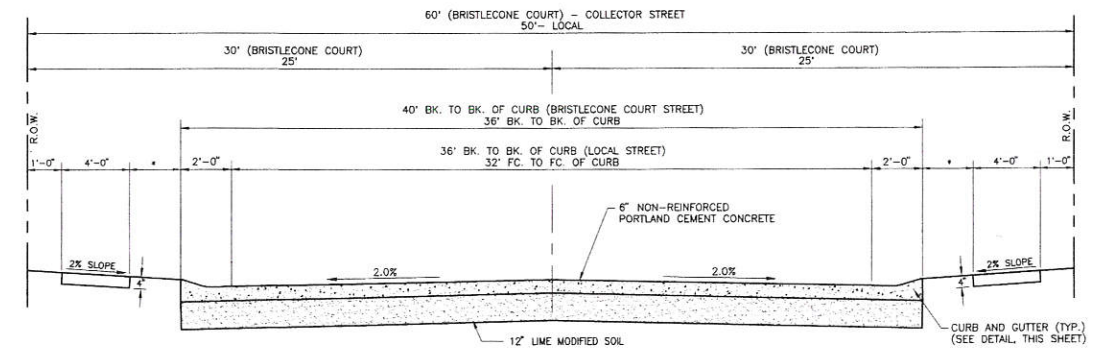 60' (BRISTLECONE COURT) – COLLECTOR STREET
50'- LOCAL
30' (BRISTLECONE COURT)
25'
30' (BRISTLECONE COURT)
25'
40' BK. TO BK. OF CURB (BRISTLECONE COURT STREET)
36' BK. TO BK. OF CURB
R.O.W.
R.O.W.
36' BK. TO BK. OF CURB (LOCAL STREET)
32' FC. TO FC. OF CURB
1'-0"
4'-0"
*
2'-0"
2'-0"
*
4'-0"
1'-0"
6" NON-REINFORCED
PORTLAND CEMENT CONCRETE
2% SLOPE
4"
2.0%
2.0%
4"
2% SLOPE
12" LIME MODIFIED SOIL
CURB AND GUTTER (TYP.)
(SEE DETAIL, THIS SHEET)